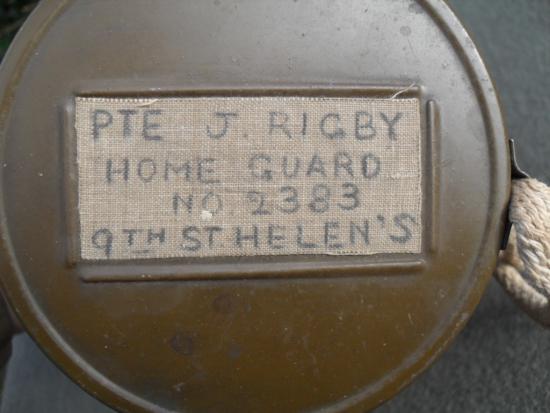 PTE J. RIGBY
HOME GUARD
NO 2383
9TH ST HELEN'S